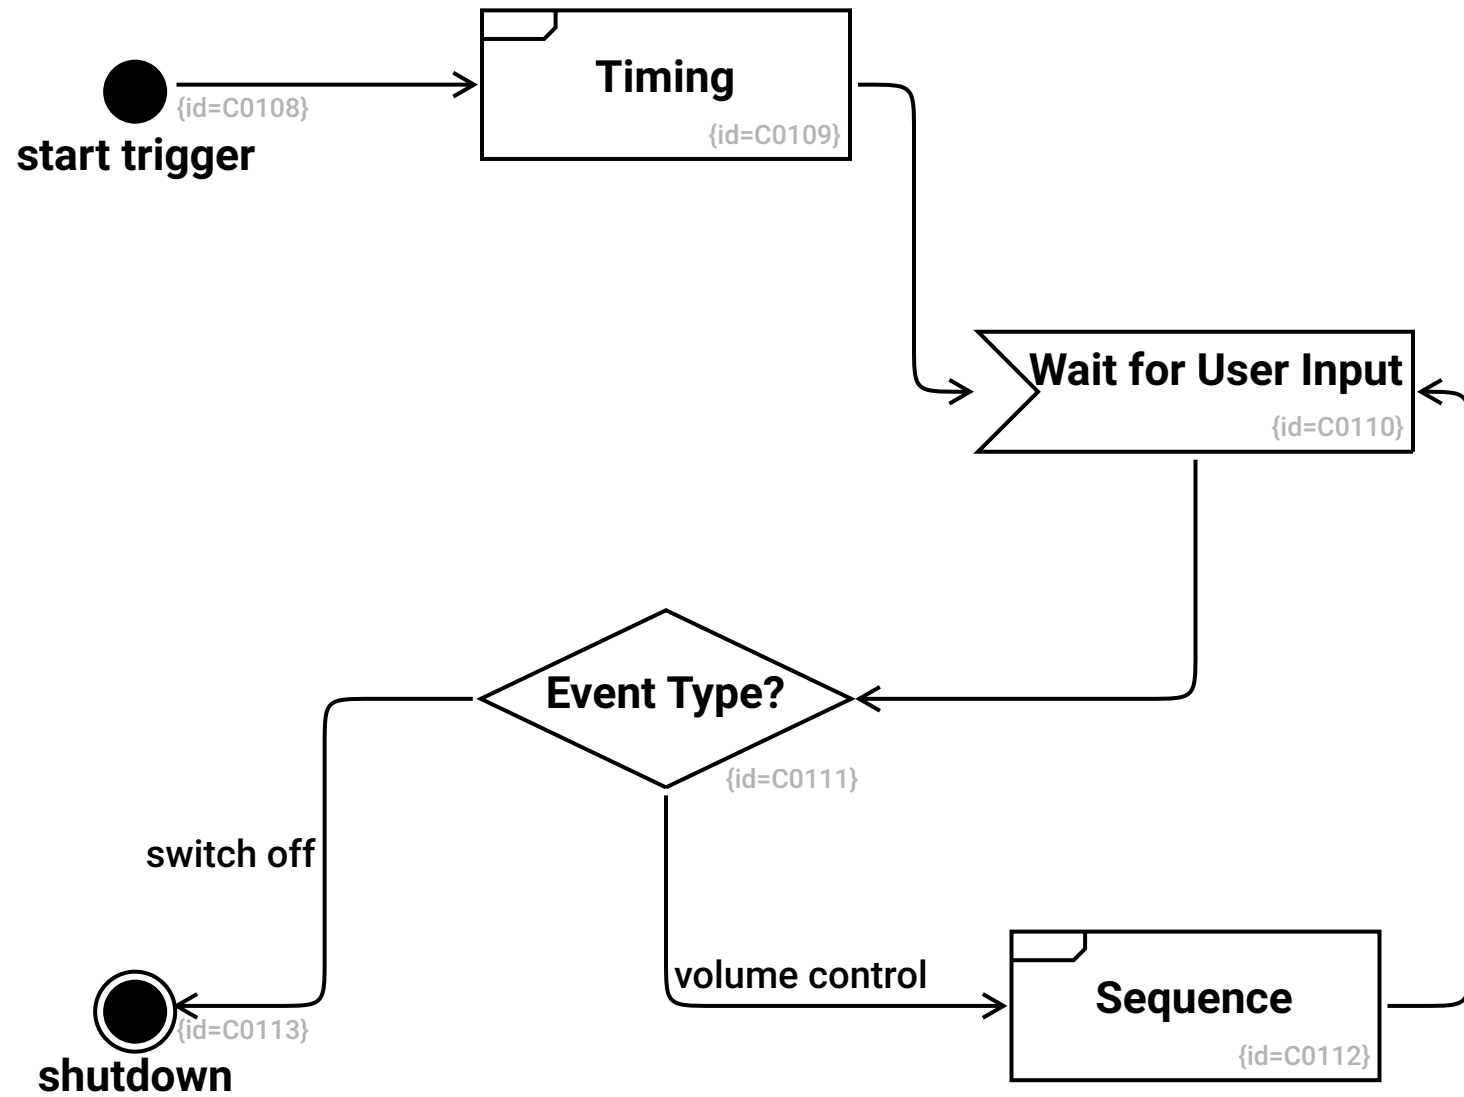 Timing
{id=C0108}
{id=C0109}
start trigger
Wait for User Input
{id=C0110}
Event Type?
{id=C0111}
switch off
volume control
Sequence
{id=C0113}
{id=C0112}
shutdown